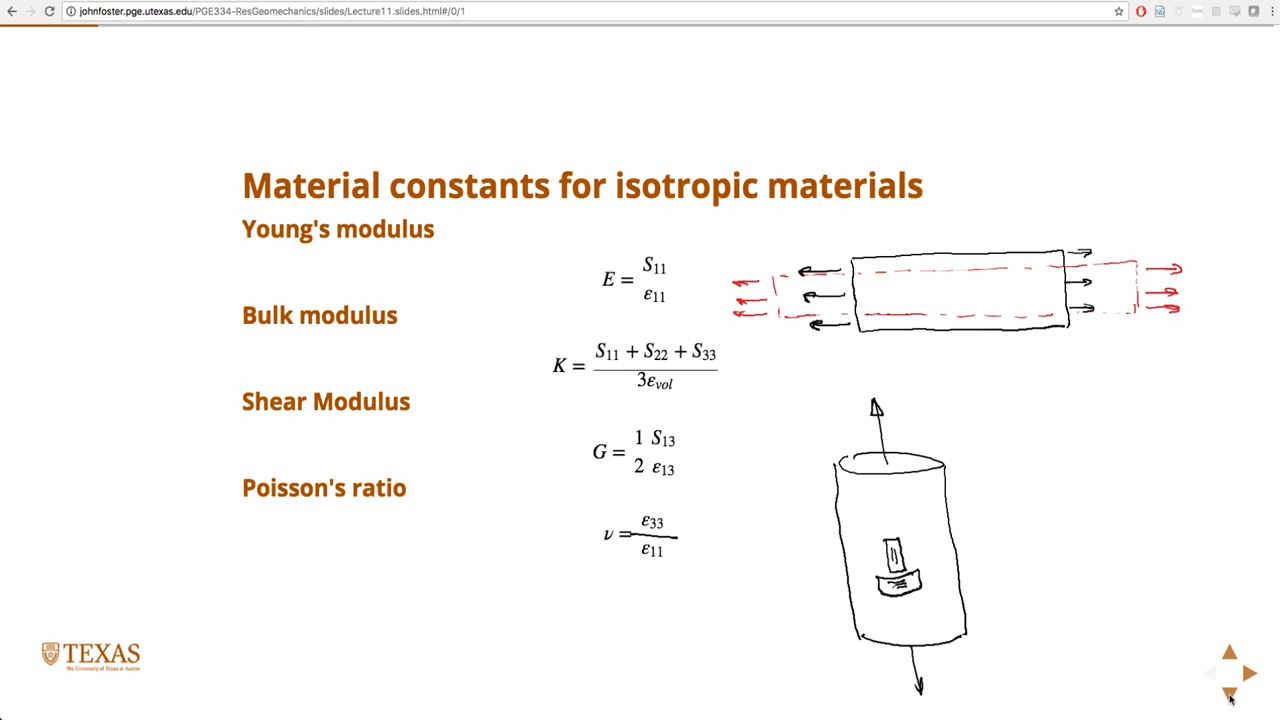 johnfoster.pge.utexas.edu/PGE334-ResGeomechanics/slides/Lecture11.slides.html#/0/1
Material constants for isotropic materials
Young's modulus
E = S11 / ε11
Bulk modulus
K = (S11 + S22 + S33) / 3εvol
Shear Modulus
G = 1/2 S13/ε13
Poisson's ratio
ν = ε33 / ε11
TEXAS
The University of Texas at Austin